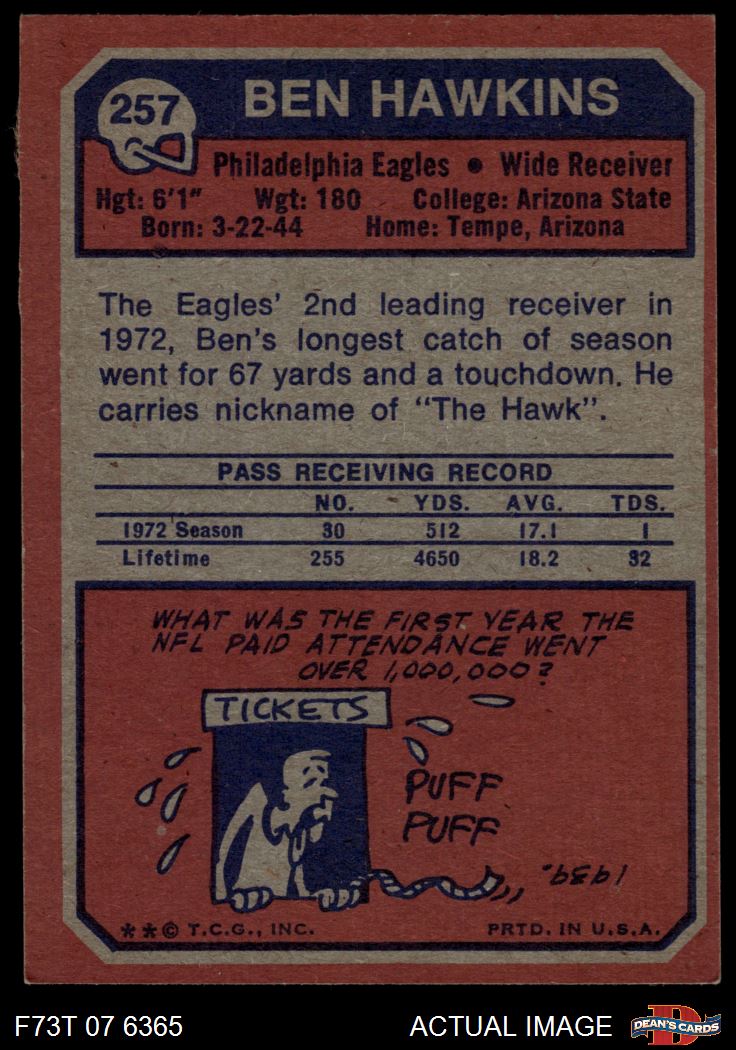 257
BEN HAWKINS
Philadelphia Eagles • Wide Receiver
Hgt: 6'1" Wgt: 180 College: Arizona State
Born: 3-22-44 Home: Tempe, Arizona
The Eagles' 2nd leading receiver in
1972, Ben's longest catch of season
went for 67 yards and a touchdown. He
carries nickname of "The Hawk".
PASS RECEIVING RECORD
NO. YDS. AVG. TDS.
1972 Season 30 512 17.1 1
Lifetime 255 4650 18.2 32
WHAT WAS THE FIRST YEAR THE
NFL PAID ATTENDANCE WENT
OVER 1,000,000?
TICKETS
PUFF
PUFF
1939.
**© T.C.G., INC. PRTD. IN U.S.A.
F73T 07 6365 ACTUAL IMAGE
D
DEAN'S CARDS